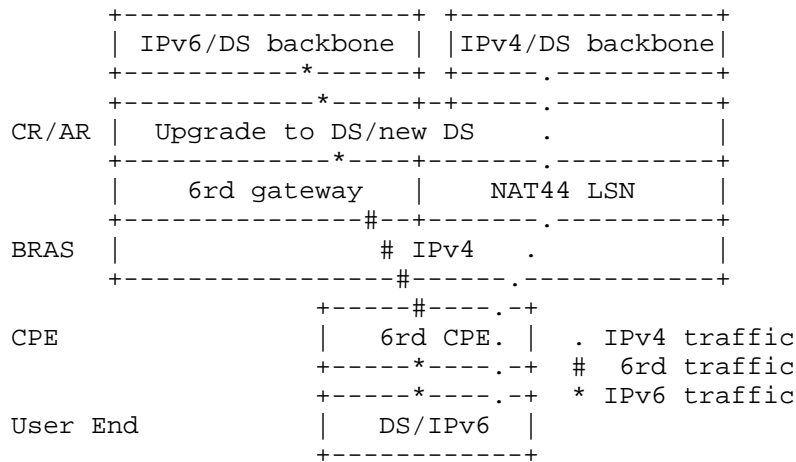 +------------------+ +----------------+
| IPv6/DS backbone | |IPv4/DS backbone|
+-----------*------+ +-----.----------+
+------------*-----+-+-----.----------+
CR/AR | Upgrade to DS/new DS . |
+-------------*----+-------.----------+
| 6rd gateway | NAT44 LSN |
+---------------#--+-------.----------+
BRAS | # IPv4 . |
+-----------------#------.------------+
+-----#----.-+
CPE | 6rd CPE. | . IPv4 traffic
+-----*----.-+ # 6rd traffic
+-----*----.-+ * IPv6 traffic
User End | DS/IPv6 |
+------------+